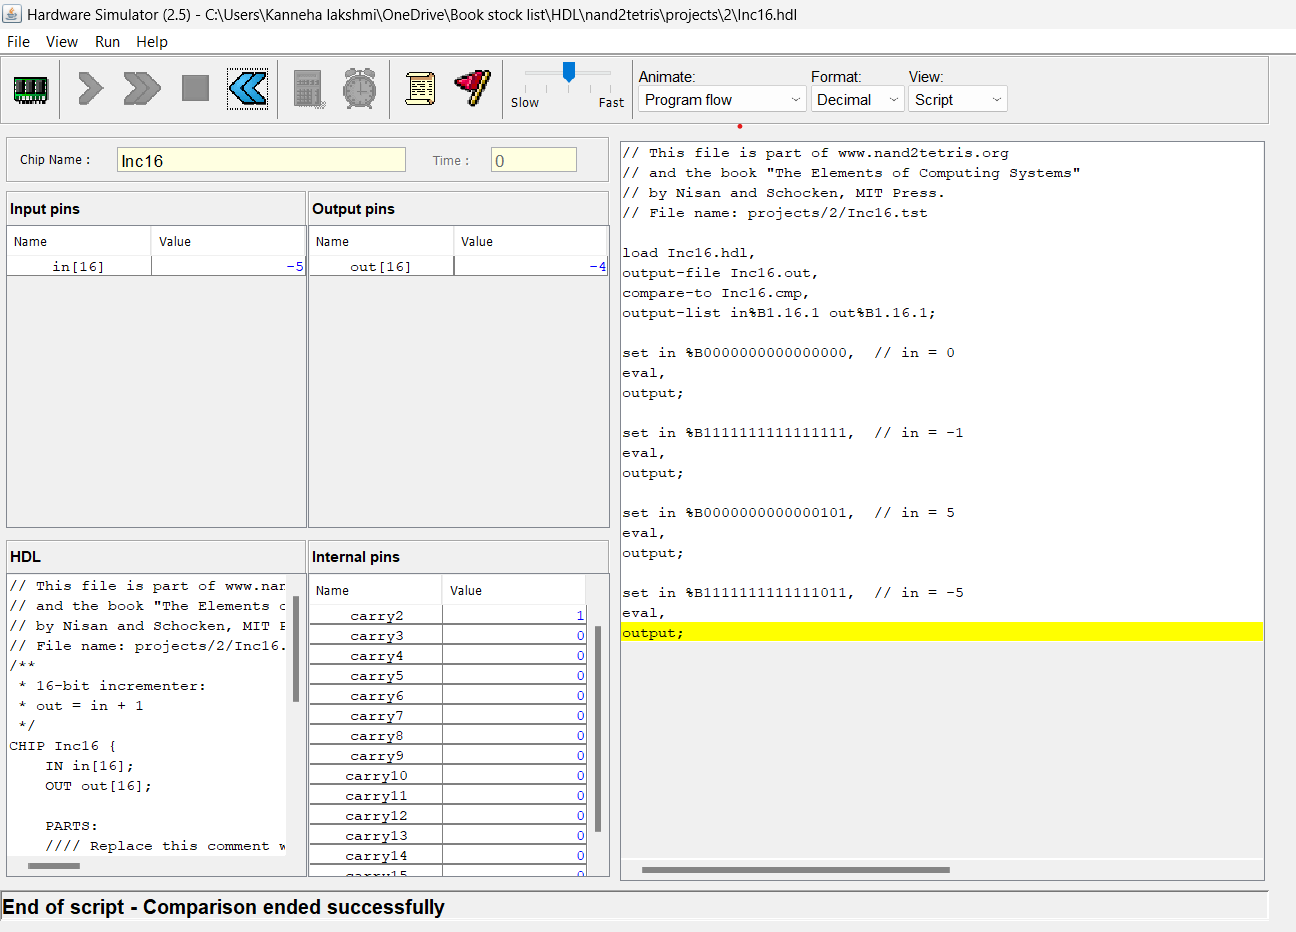 Hardware Simulator (2.5) - C:\Users\Kanneha lakshmi\OneDrive\Book stock list\HDL\nand2tetris\projects\2\Inc16.hdl
File View Run Help
Slow Fast
Animate: Format: View:
Program flow Decimal Script
Chip Name : Inc16 Time : 0
Input pins
Name Value
in[16] -5
Output pins
Name Value
out[16] -4
HDL
// This file is part of www.nan
// and the book "The Elements o
// by Nisan and Schocken, MIT P
// File name: projects/2/Inc16.
/**
* 16-bit incrementer:
* out = in + 1
*/
CHIP Inc16 {
IN in[16];
OUT out[16];
PARTS:
//// Replace this comment w
Internal pins
Name Value
carry2 1
carry3 0
carry4 0
carry5 0
carry6 0
carry7 0
carry8 0
carry9 0
carry10 0
carry11 0
carry12 0
carry13 0
carry14 0
carry15 0
// This file is part of www.nand2tetris.org
// and the book "The Elements of Computing Systems"
// by Nisan and Schocken, MIT Press.
// File name: projects/2/Inc16.tst
load Inc16.hdl,
output-file Inc16.out,
compare-to Inc16.cmp,
output-list in%B1.16.1 out%B1.16.1;
set in %B0000000000000000, // in = 0
eval,
output;
set in %B1111111111111111, // in = -1
eval,
output;
set in %B0000000000000101, // in = 5
eval,
output;
set in %B1111111111111011, // in = -5
eval,
output;
End of script - Comparison ended successfully